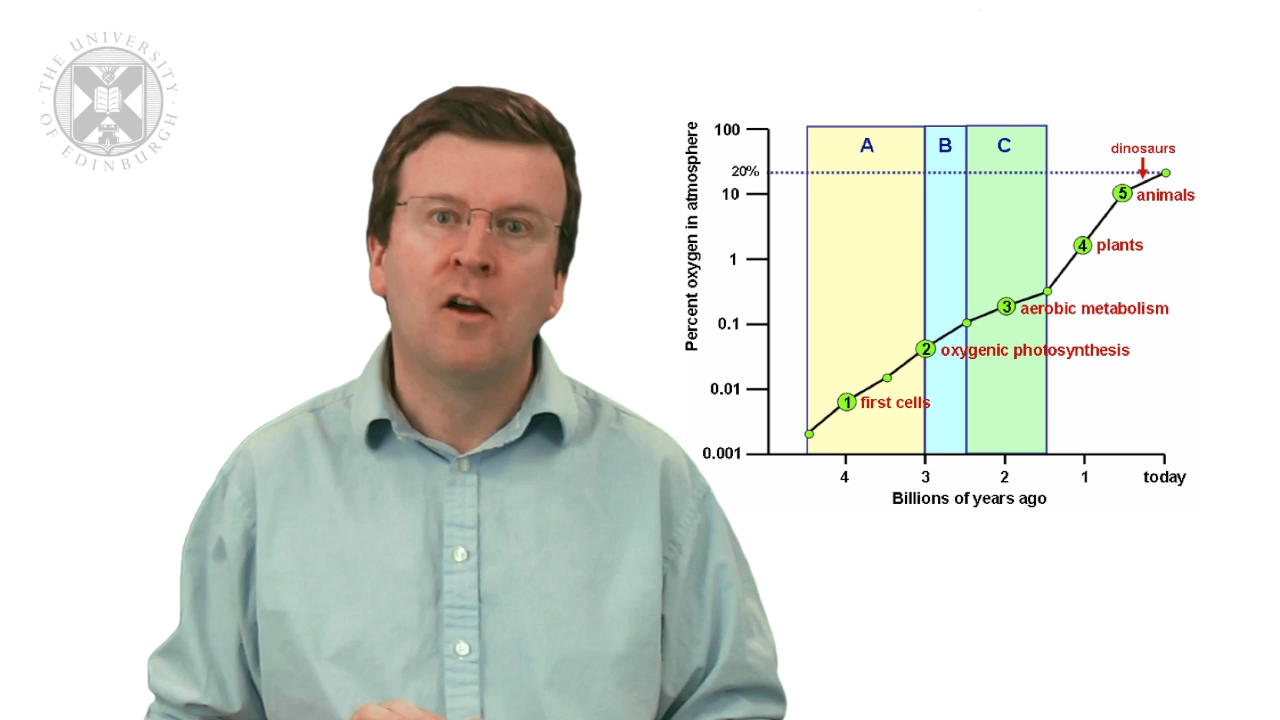 THE UNIVERSITY
OF EDINBURGH
Percent oxygen in atmosphere
100
20%
10
1
0.1
0.01
0.001
A
B
C
dinosaurs
5 animals
4 plants
3 aerobic metabolism
2 oxygenic photosynthesis
1 first cells
4
3
2
1
today
Billions of years ago